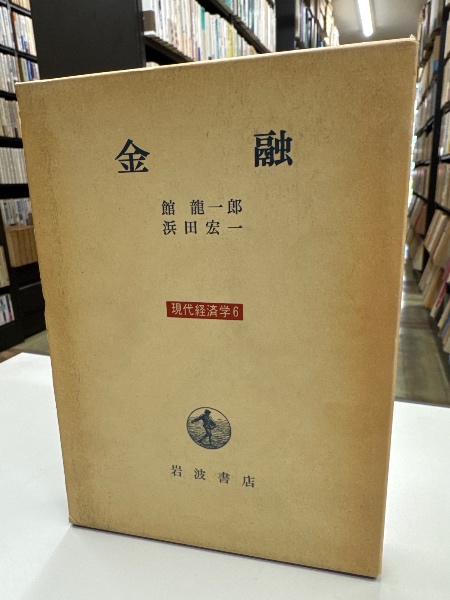 金融
館 龍一郎
浜田宏一
現代経済学6
岩波書店